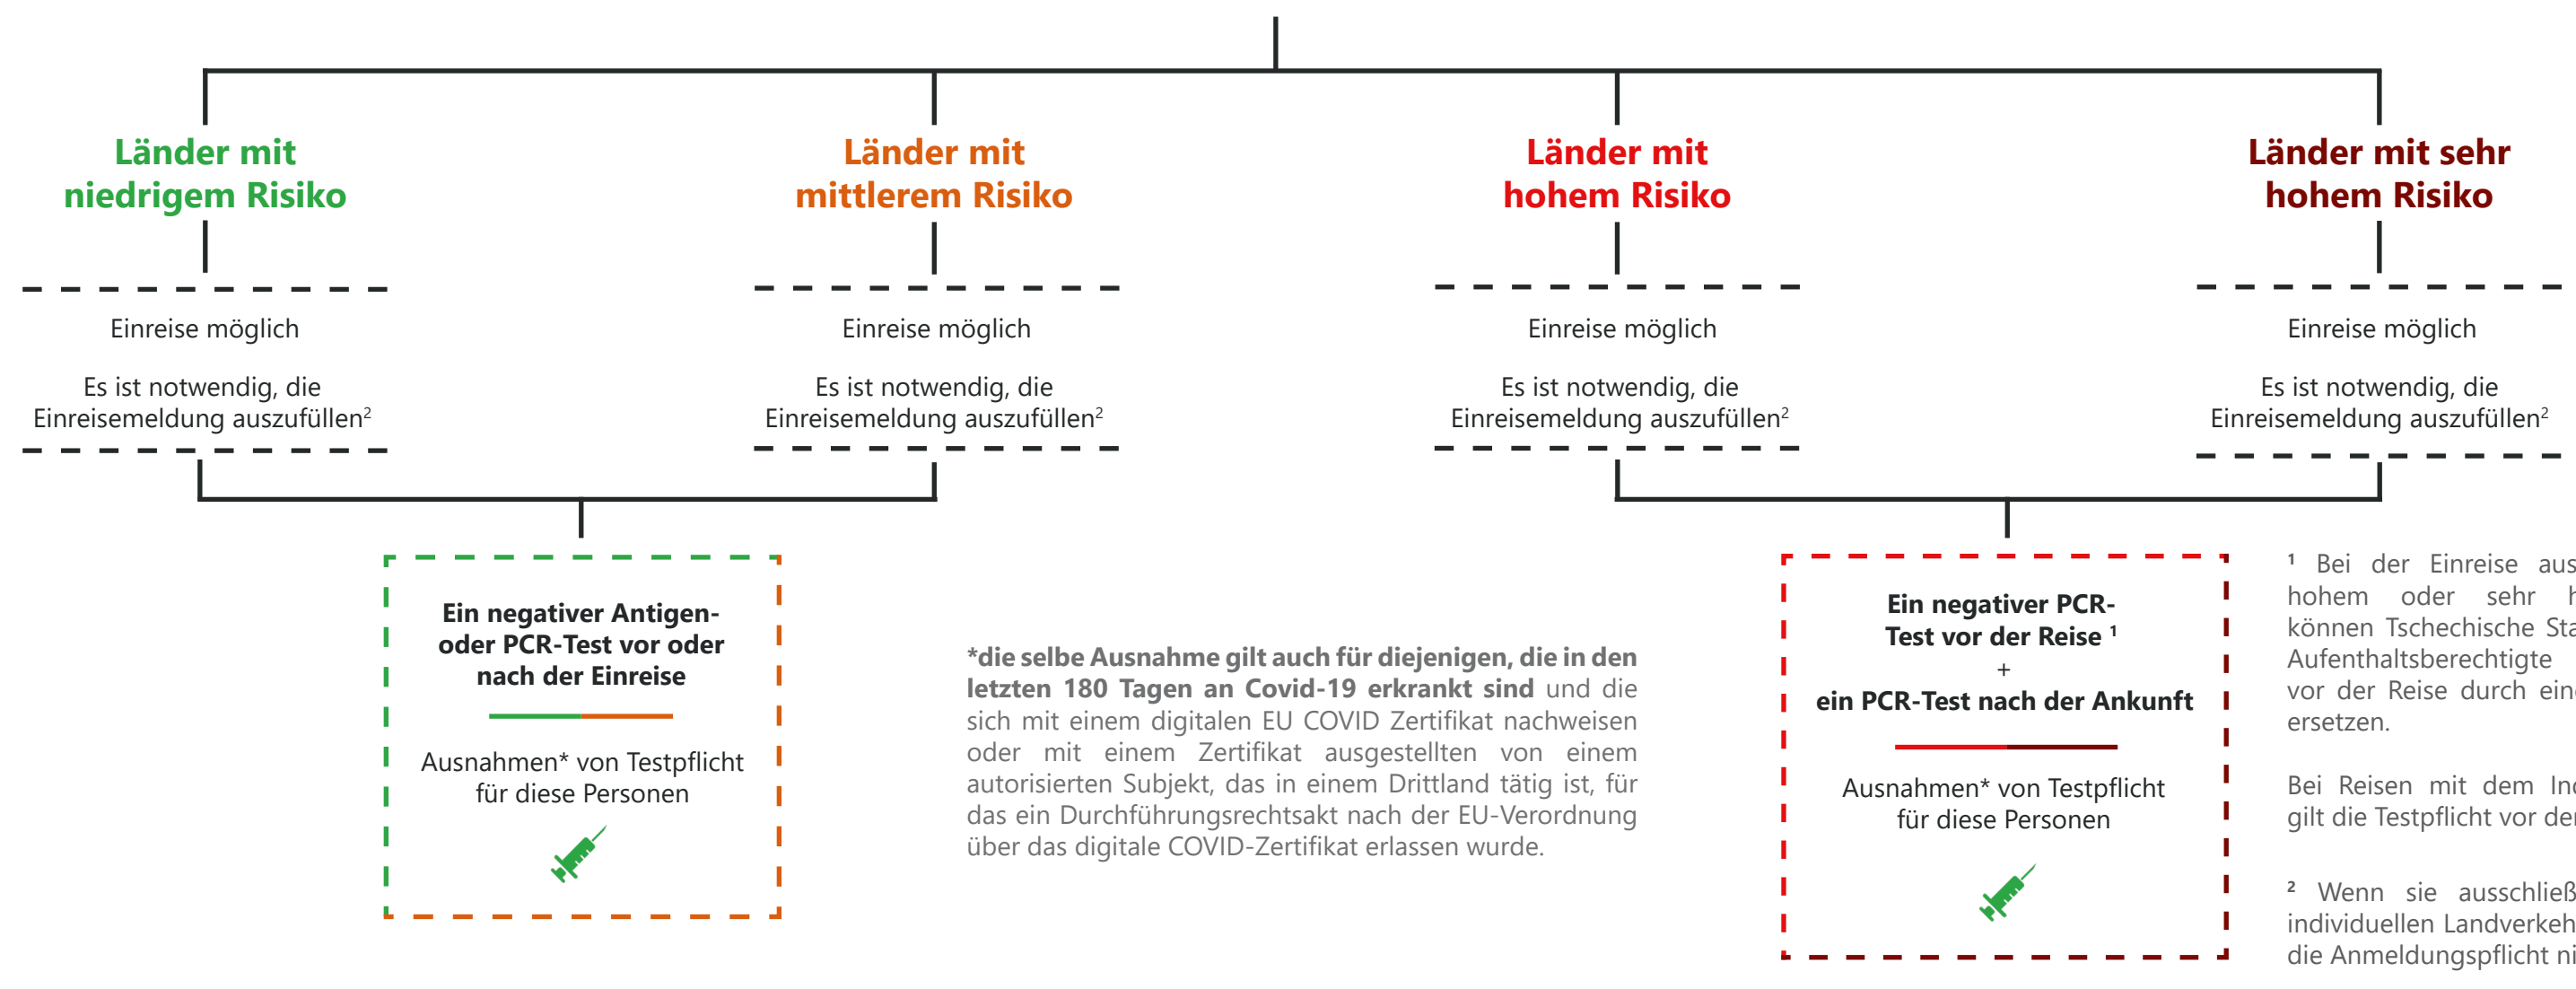 Länder mit
niedrigem Risiko
Einreise möglich
Es ist notwendig, die
Einreisemeldung auszufüllen²
Länder mit
mittlerem Risiko
Einreise möglich
Es ist notwendig, die
Einreisemeldung auszufüllen²
Länder mit
hohem Risiko
Einreise möglich
Es ist notwendig, die
Einreisemeldung auszufüllen²
Länder mit sehr
hohem Risiko
Einreise möglich
Es ist notwendig, die
Einreisemeldung auszufüllen²
Ein negativer Antigen-
oder PCR-Test vor oder
nach der Einreise
Ausnahmen* von Testpflicht
für diese Personen
*die selbe Ausnahme gilt auch für diejenigen, die in den
letzten 180 Tagen an Covid-19 erkrankt sind und die
sich mit einem digitalen EU COVID Zertifikat nachweisen
oder mit einem Zertifikat ausgestellten von einem
autorisierten Subjekt, das in einem Drittland tätig ist, für
das ein Durchführungsrechtsakt nach der EU-Verordnung
über das digitale COVID-Zertifikat erlassen wurde.
Ein negativer PCR-
Test vor der Reise ¹
+
ein PCR-Test nach der Ankunft
Ausnahmen* von Testpflicht
für diese Personen
¹ Bei der Einreise aus
hohem oder sehr
können Tschechische
Aufenthaltsberechtigte
vor der Reise durch
ersetzen.
Bei Reisen mit dem
gilt die Testpflicht vor
² Wenn sie
individuellen
die Anmeldungspflicht